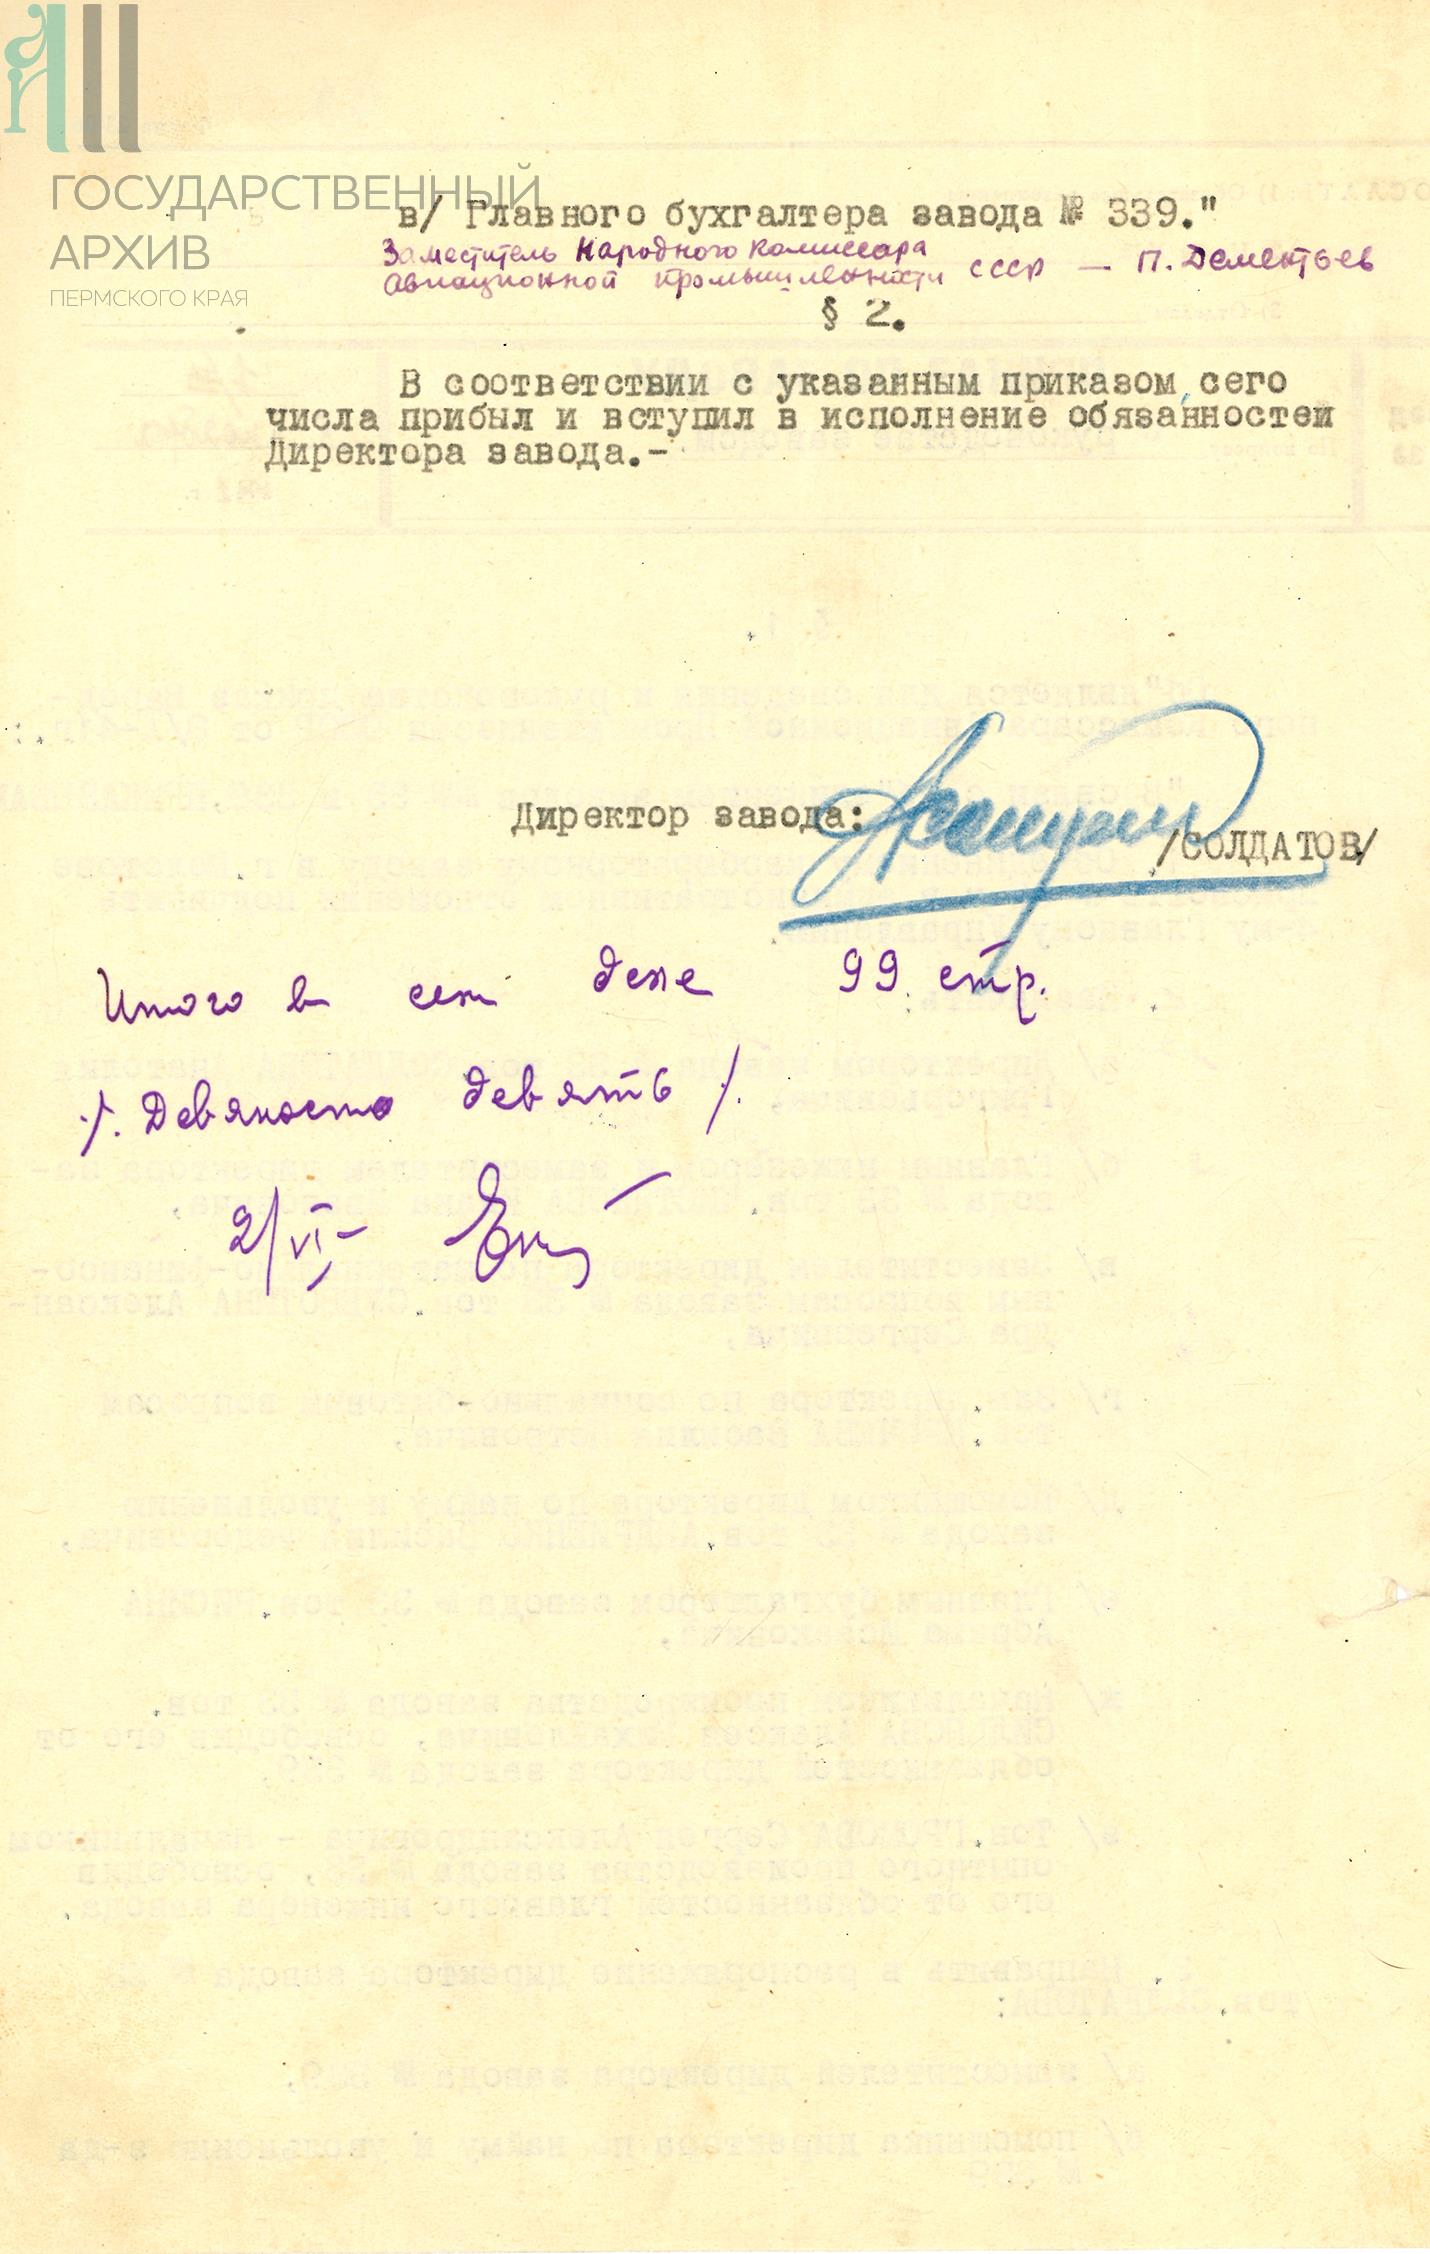 ГОСУДАРСТВЕННЫЙ
АРХИВ
ПЕРМСКОГО КРАЯ
в/ Главного бухгалтера завода № 339."
Заместитель Народного Комиссара
Авиационной промышленности СССР — П. Дементьев
§ 2.
В соответствии с указанным приказом, сего
числа прибыл и вступил в исполнение обязанностей
Директора завода.-
Директор завода:
/СОЛДАТОВ/
Итого в сем деле 99 стр.
/. Девяносто девять /.
2/VI-